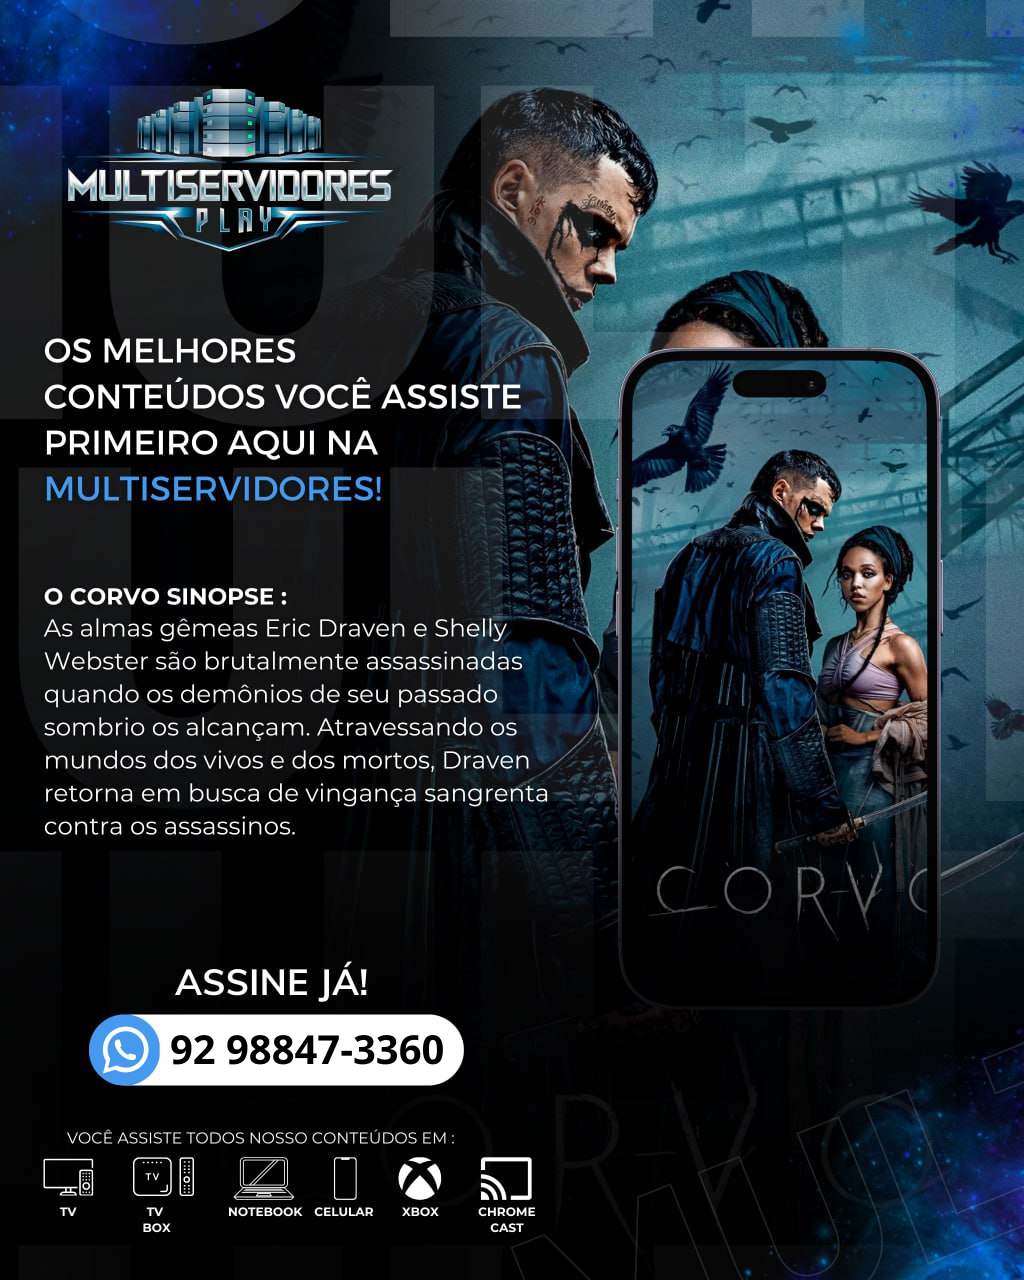 MULTISERVIDORES
PLAY
OS MELHORES
CONTEÚDOS VOCÊ ASSISTE
PRIMEIRO AQUI NA
MULTISERVIDORES!
O CORVO SINOPSE :
As almas gêmeas Eric Draven e Shelly
Webster são brutalmente assassinadas
quando os demônios de seu passado
sombrio os alcançam. Atravessando os
mundos dos vivos e dos mortos, Draven
retorna em busca de vingança sangrenta
contra os assassinos.
CORVO
ASSINE JÁ!
92 98847-3360
VOCÊ ASSISTE TODOS NOSSO CONTEÚDOS EM :
TV
TV
TV
BOX
NOTEBOOK
CELULAR
XBOX
CHROME
CAST
CORVO